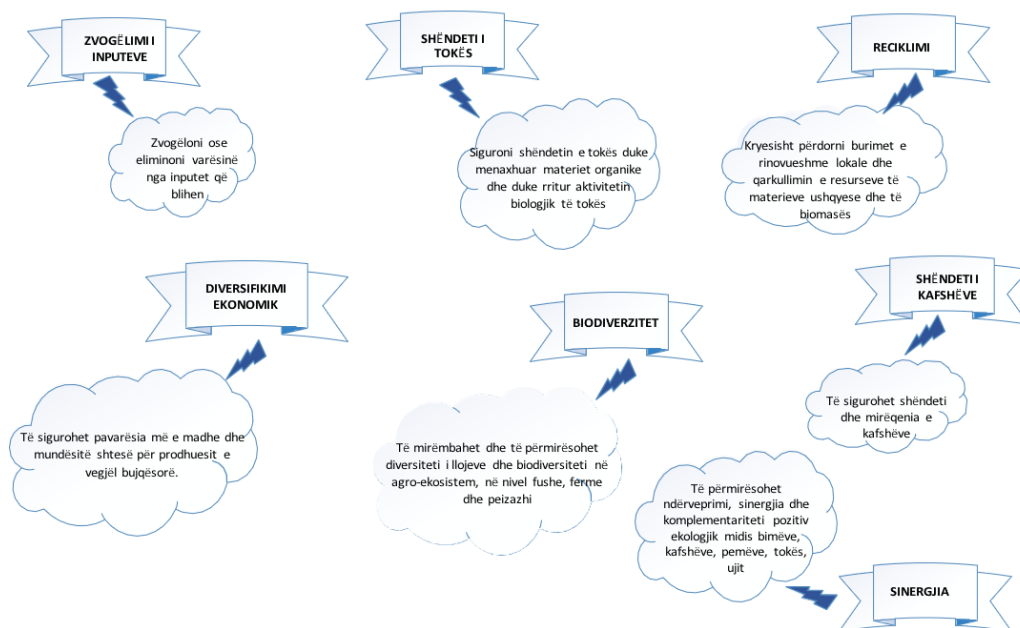 ZVOGËLIMI I
INPUTEVE
Zvogëloni ose
eliminoni varësinë
nga inputet që
blihen
SHËNDETI I
TOKËS
Siguroni shëndetin e tokës duke
menaxhuar materiet organike
dhe duke rritur aktivitetin
biologjik të tokës
RECIKLIMI
Kryesisht përdorni burimet e
rinovueshme lokale dhe
qarkullimin e resurseve të
materieve ushqyese dhe të
biomasës
DIVERSIFIKIMI
EKONOMIK
Të sigurohet pavarësia më e madhe dhe
mundësitë shtesë për prodhuesit e
vegjël bujqësorë.
BIODIVERZITET
Të mirëmbahet dhe të përmirësohet
diversiteti i llojeve dhe biodiversiteti në
agro-ekosistem, në nivel fushe, ferme
dhe peizazhi
SHËNDETI I
KAFSHËVE
Të sigurohet shëndeti
dhe mirëqenia e
kafshëve
Të përmirësohet
ndërveprimi, sinergjia dhe
komplementariteti pozitiv
ekologjik midis bimëve,
kafshëve, pemëve, tokës,
ujit
SINERGJIA